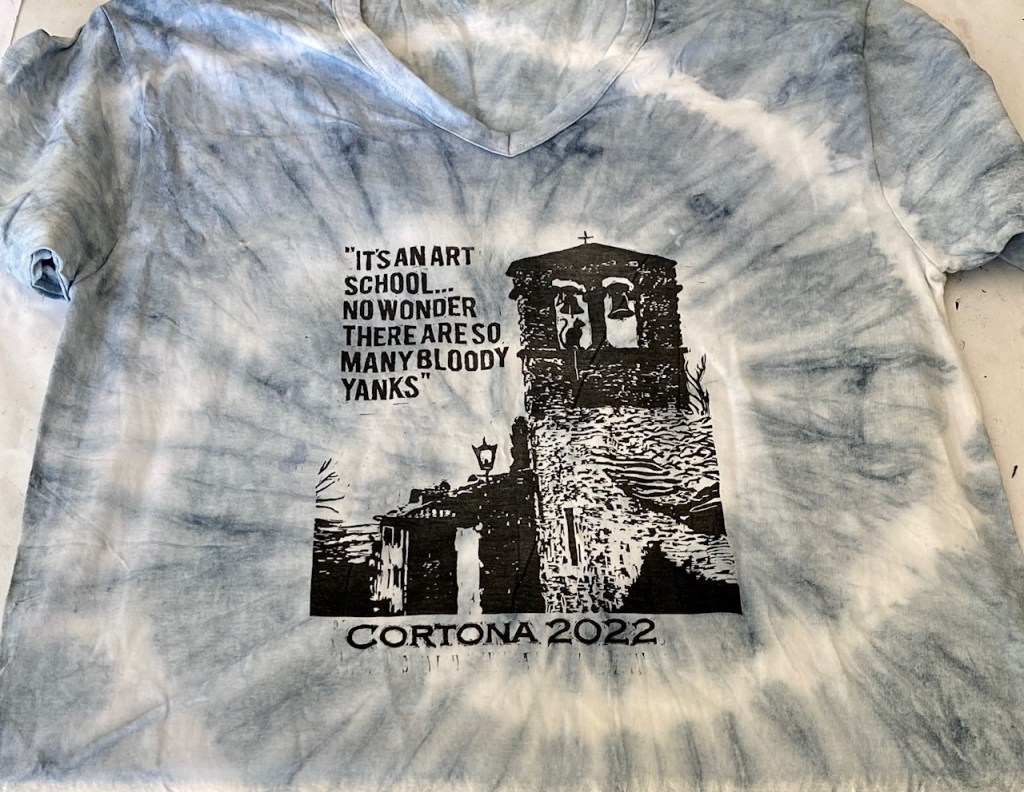 "IT'S AN ART
SCHOOL...
NO WONDER
THERE ARE SO
MANY BLOODY
YANKS"
CORTONA 2022